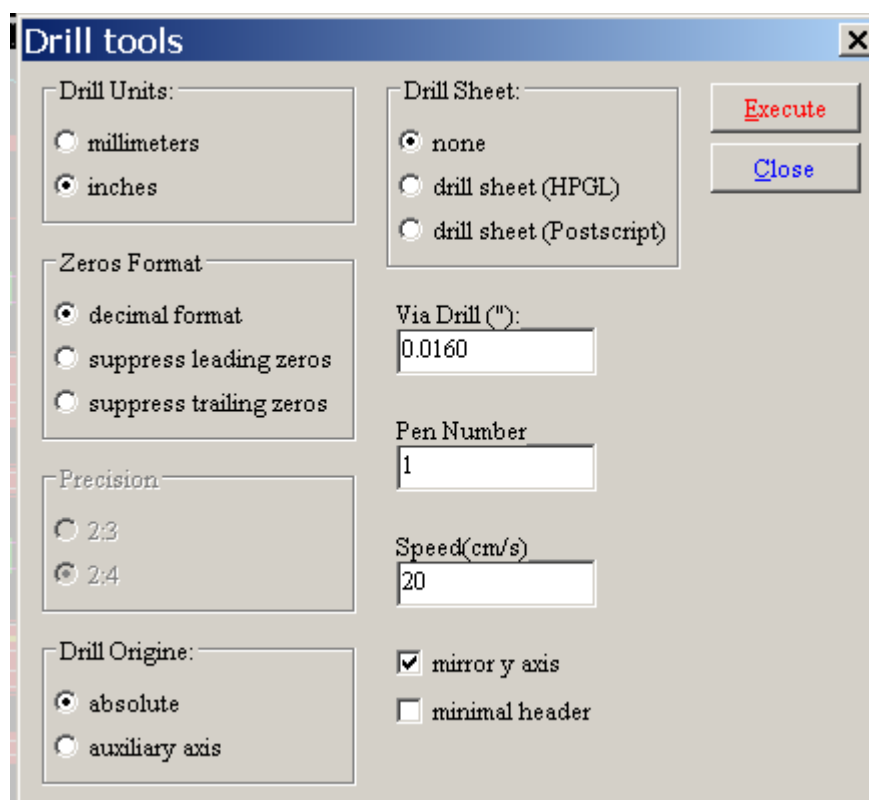 Drill tools
Drill Units:
millimeters
inches
Zeros Format
decimal format
suppress leading zeros
suppress trailing zeros
Precision
2:3
2:4
Drill Origine:
absolute
auxiliary axis
Drill Sheet:
none
drill sheet (HPGL)
drill sheet (Postscript)
Via Drill ("):
0.0160
Pen Number
1
Speed(cm/s)
20
mirror y axis
minimal header
Execute
Close